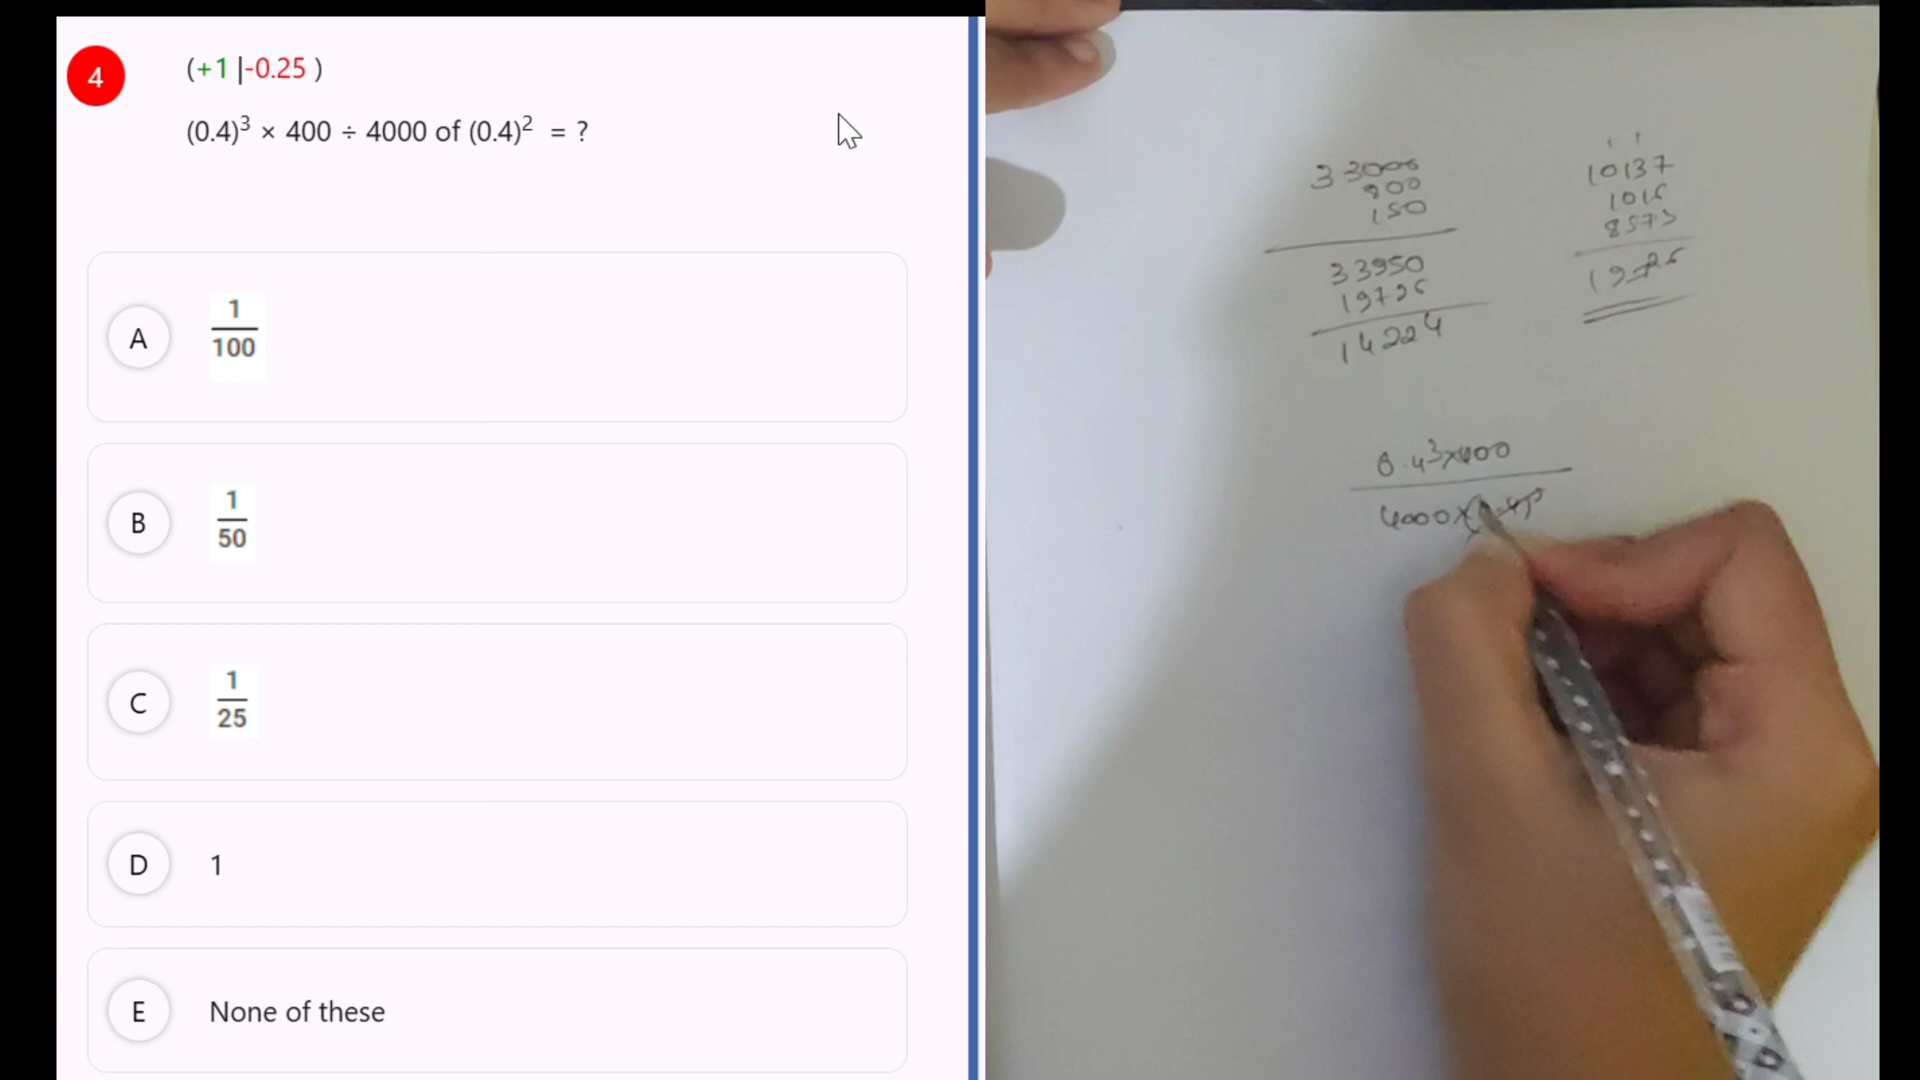 4
(+1 |-0.25 )
(0.4)³ × 400 ÷ 4000 of (0.4)² = ?
A
1
100
B
1
50
C
1
25
D
1
E
None of these
33000
800
150
33950
19726
14224
10137
1016
8573
19726
0.4³×400
4000×